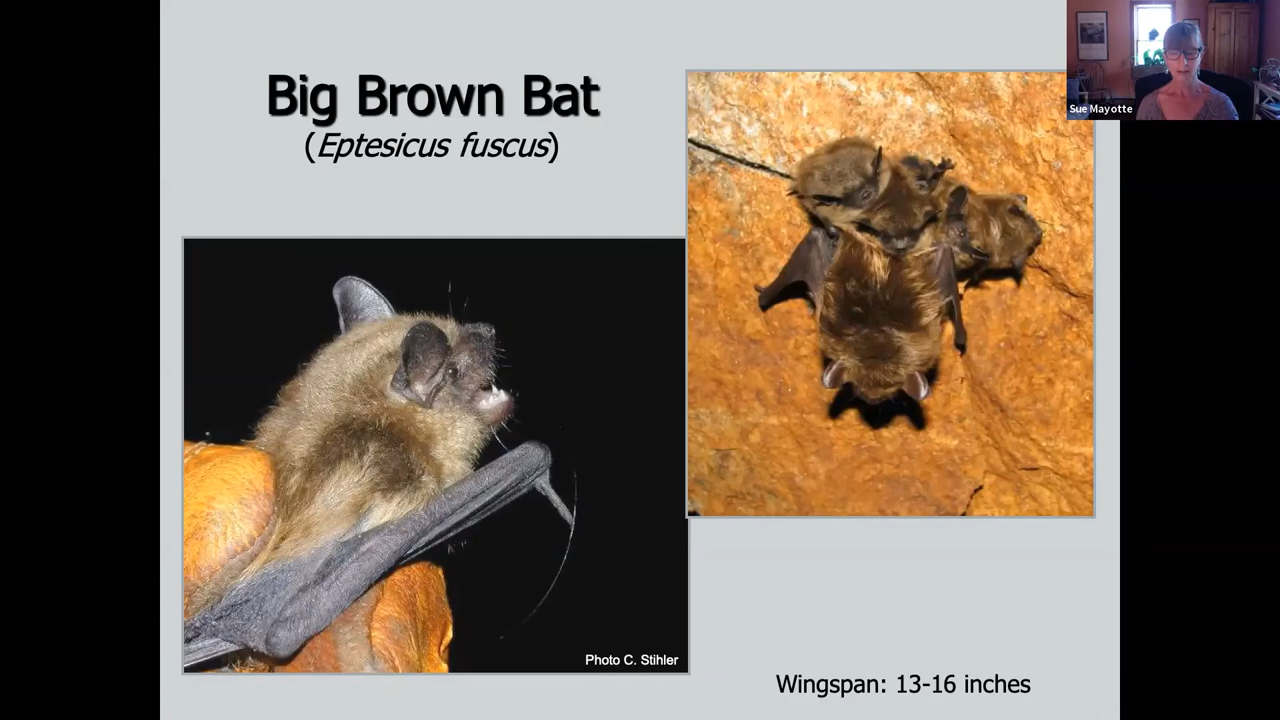 Big Brown Bat
(Eptesicus fuscus)
Sue Mayotte
Photo C. Stihler
Wingspan: 13-16 inches